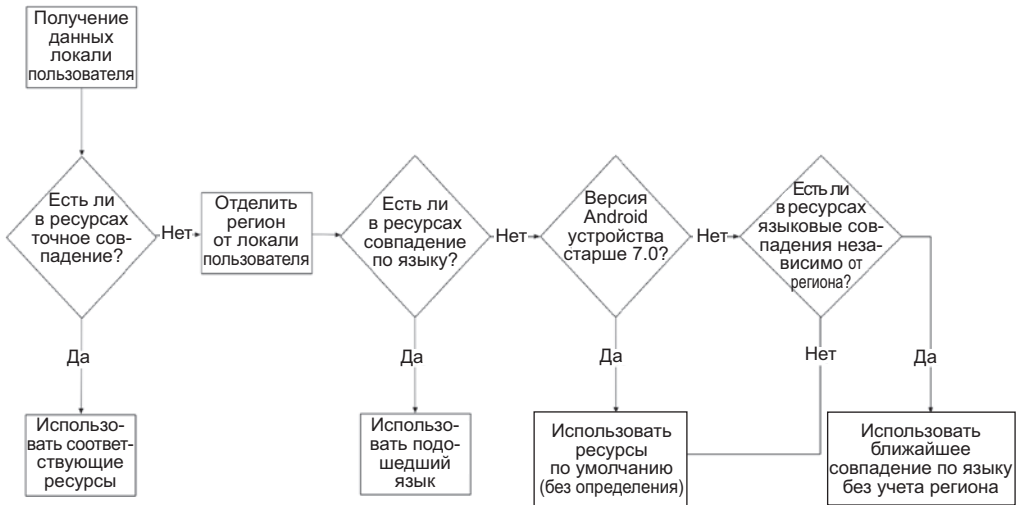 Получение
данных
локали
пользователя
Есть ли
в ресурсах
точное сов-
падение?
Нет
Отделить
регион
от локали
пользователя
Есть ли
в ресурсах
совпадение
по языку?
Нет
Версия
Android
устройства
старше 7.0?
Нет
Есть ли
в ресурсах
языковые сов-
падения неза-
висимо от
региона?
Да
Да
Да
Нет
Да
Использо-
вать соответ-
ствующие
ресурсы
Использо-
вать подо-
шедший
язык
Использовать
ресурсы
по умолчанию
(без определения)
Использовать
ближайшее
совпадение по языку
без учета региона